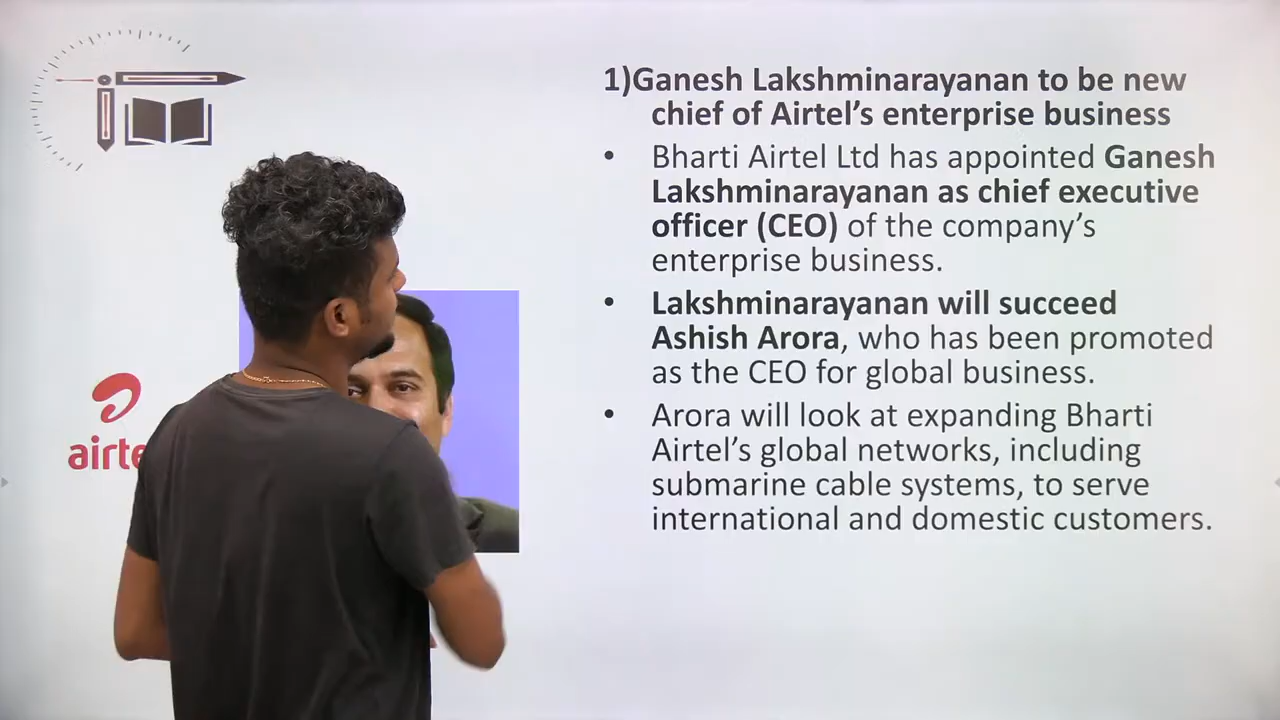 1)Ganesh Lakshminarayanan to be new
chief of Airtel's enterprise business
• Bharti Airtel Ltd has appointed Ganesh
Lakshminarayanan as chief executive
officer (CEO) of the company's
enterprise business.
• Lakshminarayanan will succeed
Ashish Arora, who has been promoted
as the CEO for global business.
• Arora will look at expanding Bharti
Airtel's global networks, including
submarine cable systems, to serve
international and domestic customers.
airte